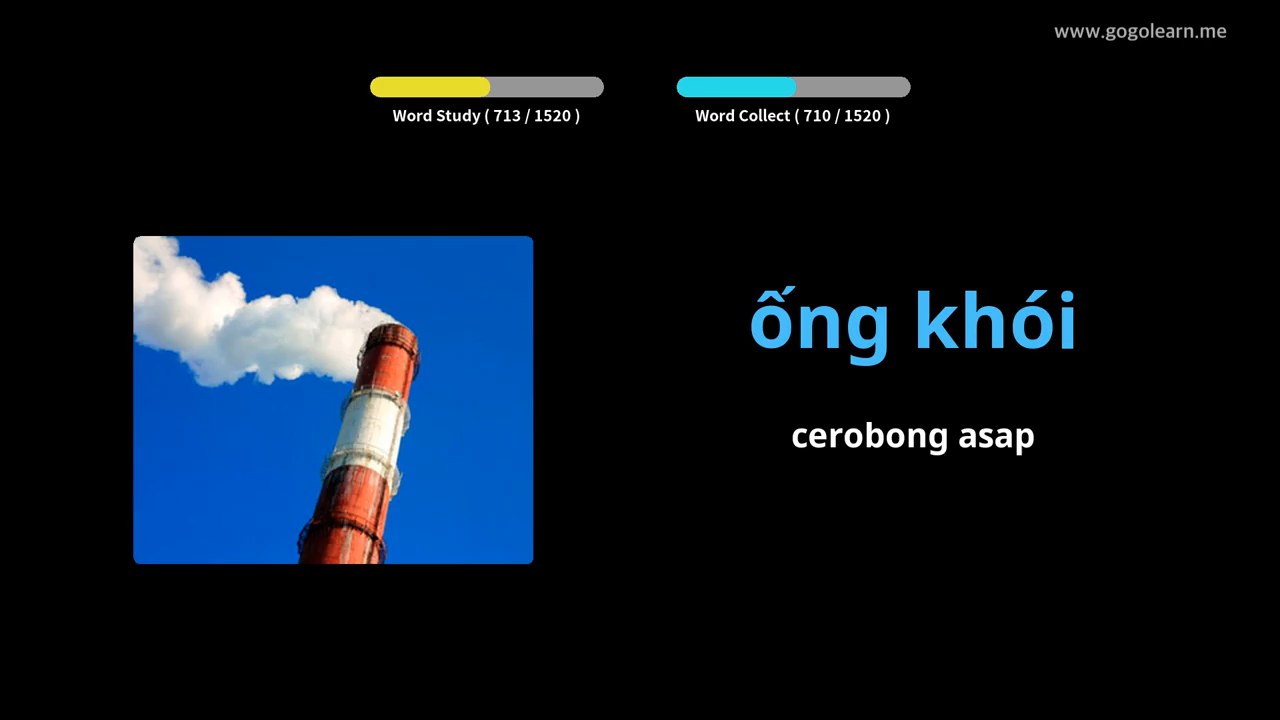 www.gogolearn.me
Word Study ( 713 / 1520 )
Word Collect ( 710 / 1520 )
ống khói
cerobong asap